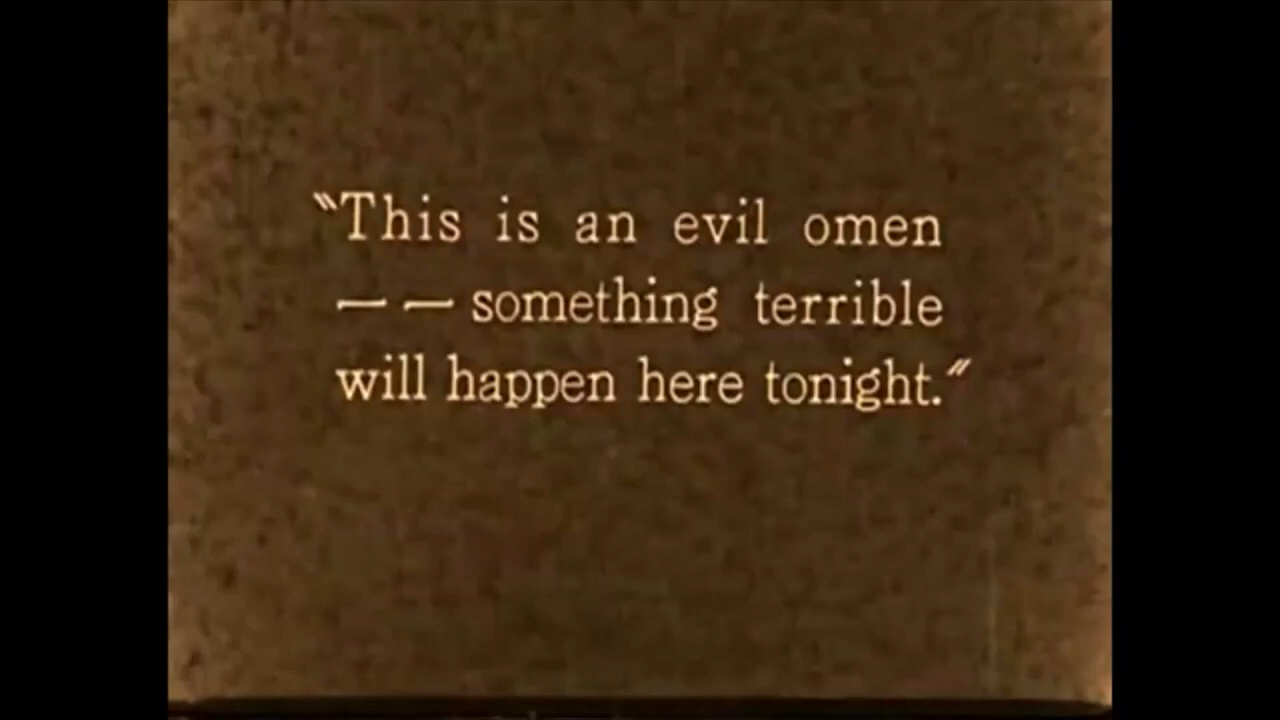 "This is an evil omen
— — something terrible
will happen here tonight."